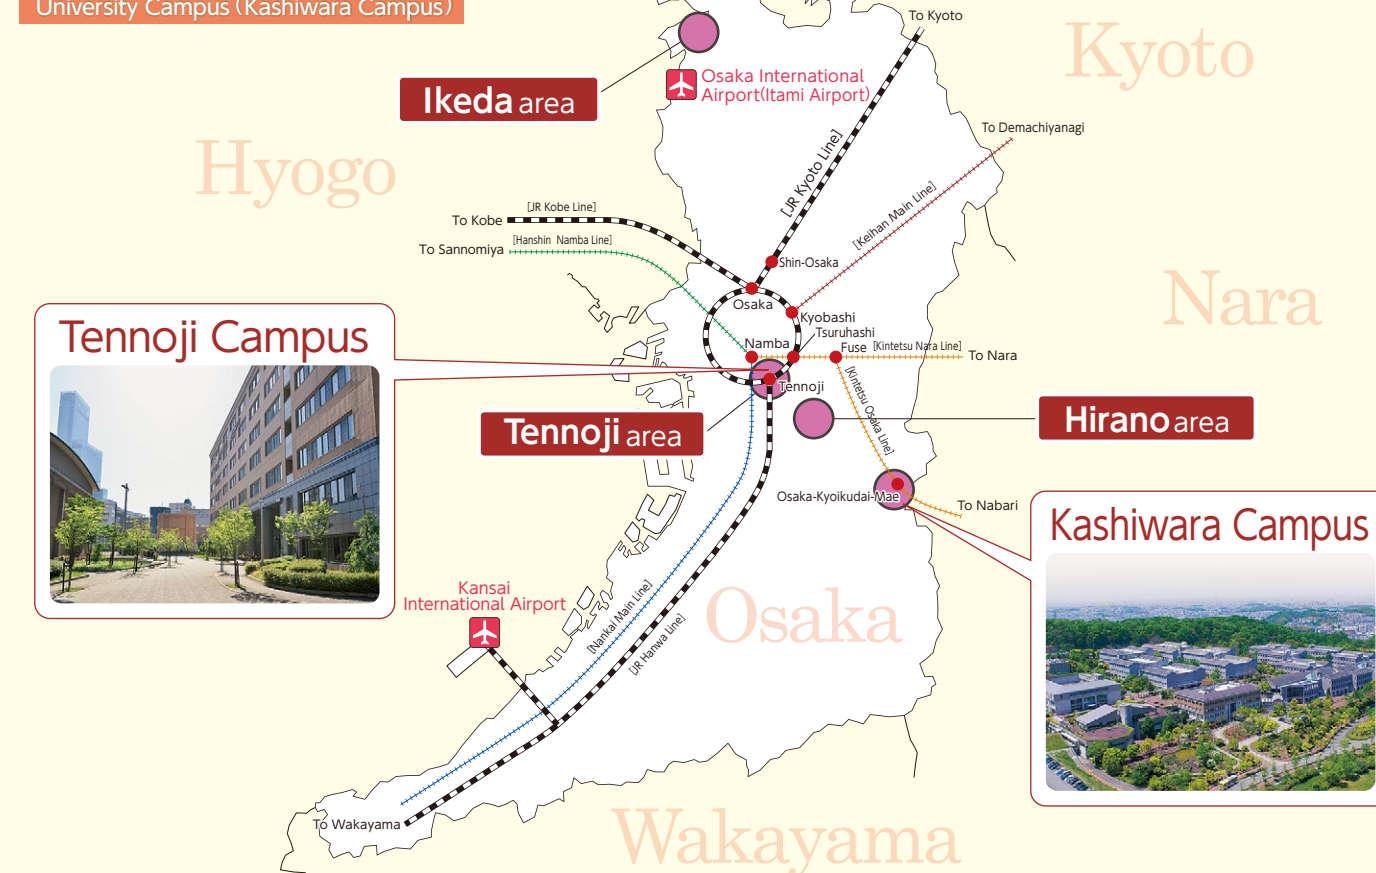 University Campus (Kashiwara Campus)
To Kyoto
Kyoto
Osaka International
Airport(Itami Airport)
Ikeda area
To Demachiyanagi
[JR Kyoto Line]
Hyogo
[Keihan Main Line]
[JR Kobe Line]
To Kobe
[Hanshin Namba Line]
To Sannomiya
Shin-Osaka
Nara
Osaka
Kyobashi
Tsuruhashi
Tennoji Campus
Namba
Fuse
[Kintetsu Nara Line]
To Nara
Tennoji
[Kintetsu Osaka Line]
Hirano area
Tennoji area
Osaka-Kyoikudai-Mae
To Nabari
Kashiwara Campus
Kansai
International Airport
[Nankai Main Line]
Osaka
[JR Hanwa Line]
To Wakayama
Wakayama